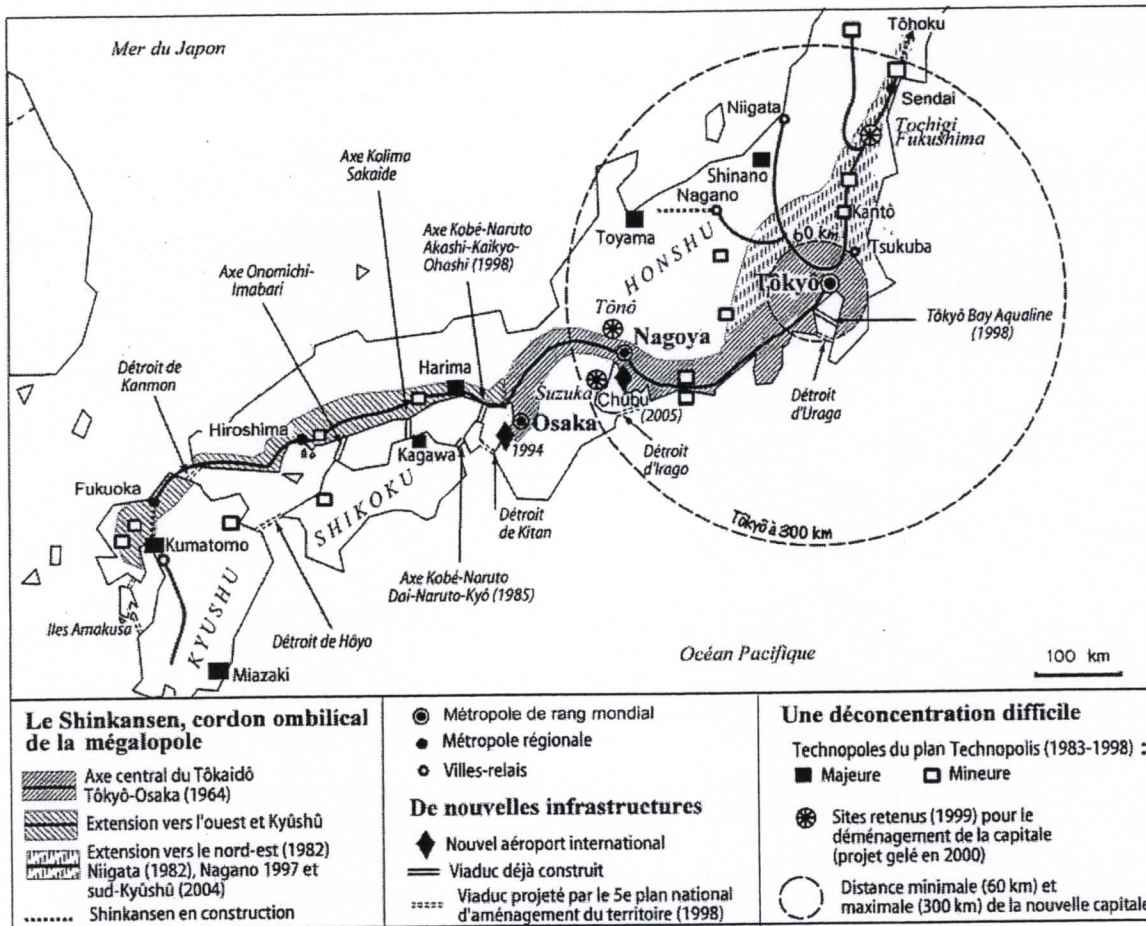 Mer du Japon
Tôhoku
Sendai
Niigata
Tochigi
Fukushima
Axe Kolima
Sakaide
Shinano
Nagano
Kantô
Axe Kobé-Naruto
Akashi-Kaikyo-
Ohashi (1998)
Toyama
60 km
Tsukuba
HONSHU
Axe Onomichi-
Imabari
Tôkyô
Tônô
Tôkyô Bay Aqualine
(1998)
Nagoya
Détroit de
Kanmon
Harima
Suzuka
Chubu
(2005)
Détroit
d'Uraga
Hiroshima
Osaka
1994
Kagawa
Détroit
d'Irago
Fukuoka
SHIKOKU
Détroit
de Kitan
Tôkyô à 300 km
Kumatomo
Axe Kobé-Naruto
Dai-Naruto-Kyô (1985)
Iles Amakusa
KYUSHU
Détroit de Hôyo
Océan Pacifique
100 km
Miazaki
Le Shinkansen, cordon ombilical
de la mégalopole
Axe central du Tôkaidô
Tôkyô-Osaka (1964)
Extension vers l'ouest et Kyûshû
Extension vers le nord-est (1982)
Niigata (1982), Nagano 1997 et
sud-Kyûshû (2004)
Shinkansen en construction
Métropole de rang mondial
Métropole régionale
Villes-relais
De nouvelles infrastructures
Nouvel aéroport international
Viaduc déjà construit
Viaduc projeté par le 5e plan national
d'aménagement du territoire (1998)
Une déconcentration difficile
Technopoles du plan Technopolis (1983-1998) :
Majeure Mineure
Sites retenus (1999) pour le
déménagement de la capitale
(projet gelé en 2000)
Distance minimale (60 km) et
maximale (300 km) de la nouvelle capitale